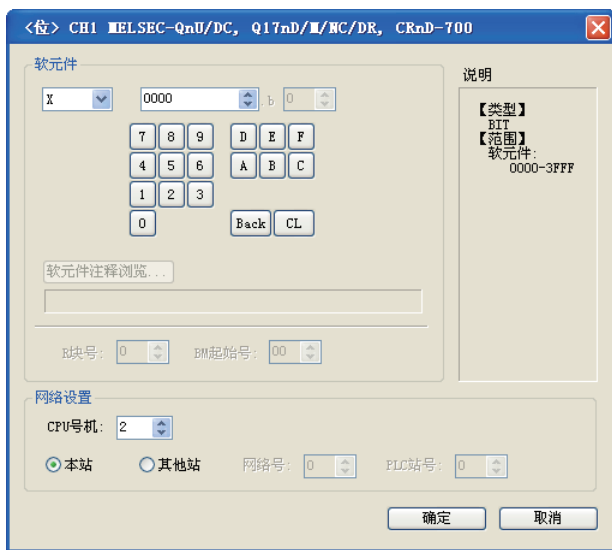 <位> CH1 MELSEC-QnU/DC, Q17nD/M/NC/DR, CRnD-700
软元件
X 0000 .b 0
7 8 9 D E F
4 5 6 A B C
1 2 3
0 Back CL
软元件注释浏览...
R块号: 0 BM起始号: 00
说明
【类型】
BIT
【范围】
软元件:
0000-3FFF
网络设置
CPU号机: 2
本站 其他站 网络号: 0 PLC站号: 0
确定 取消